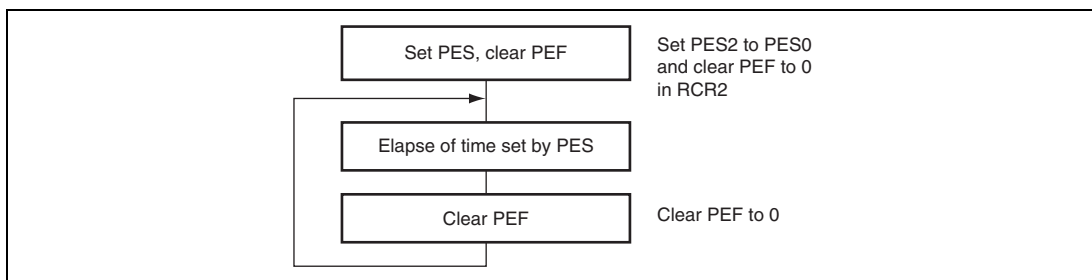 Set PES, clear PEF
Set PES2 to PES0
and clear PEF to 0
in RCR2
Elapse of time set by PES
Clear PEF
Clear PEF to 0